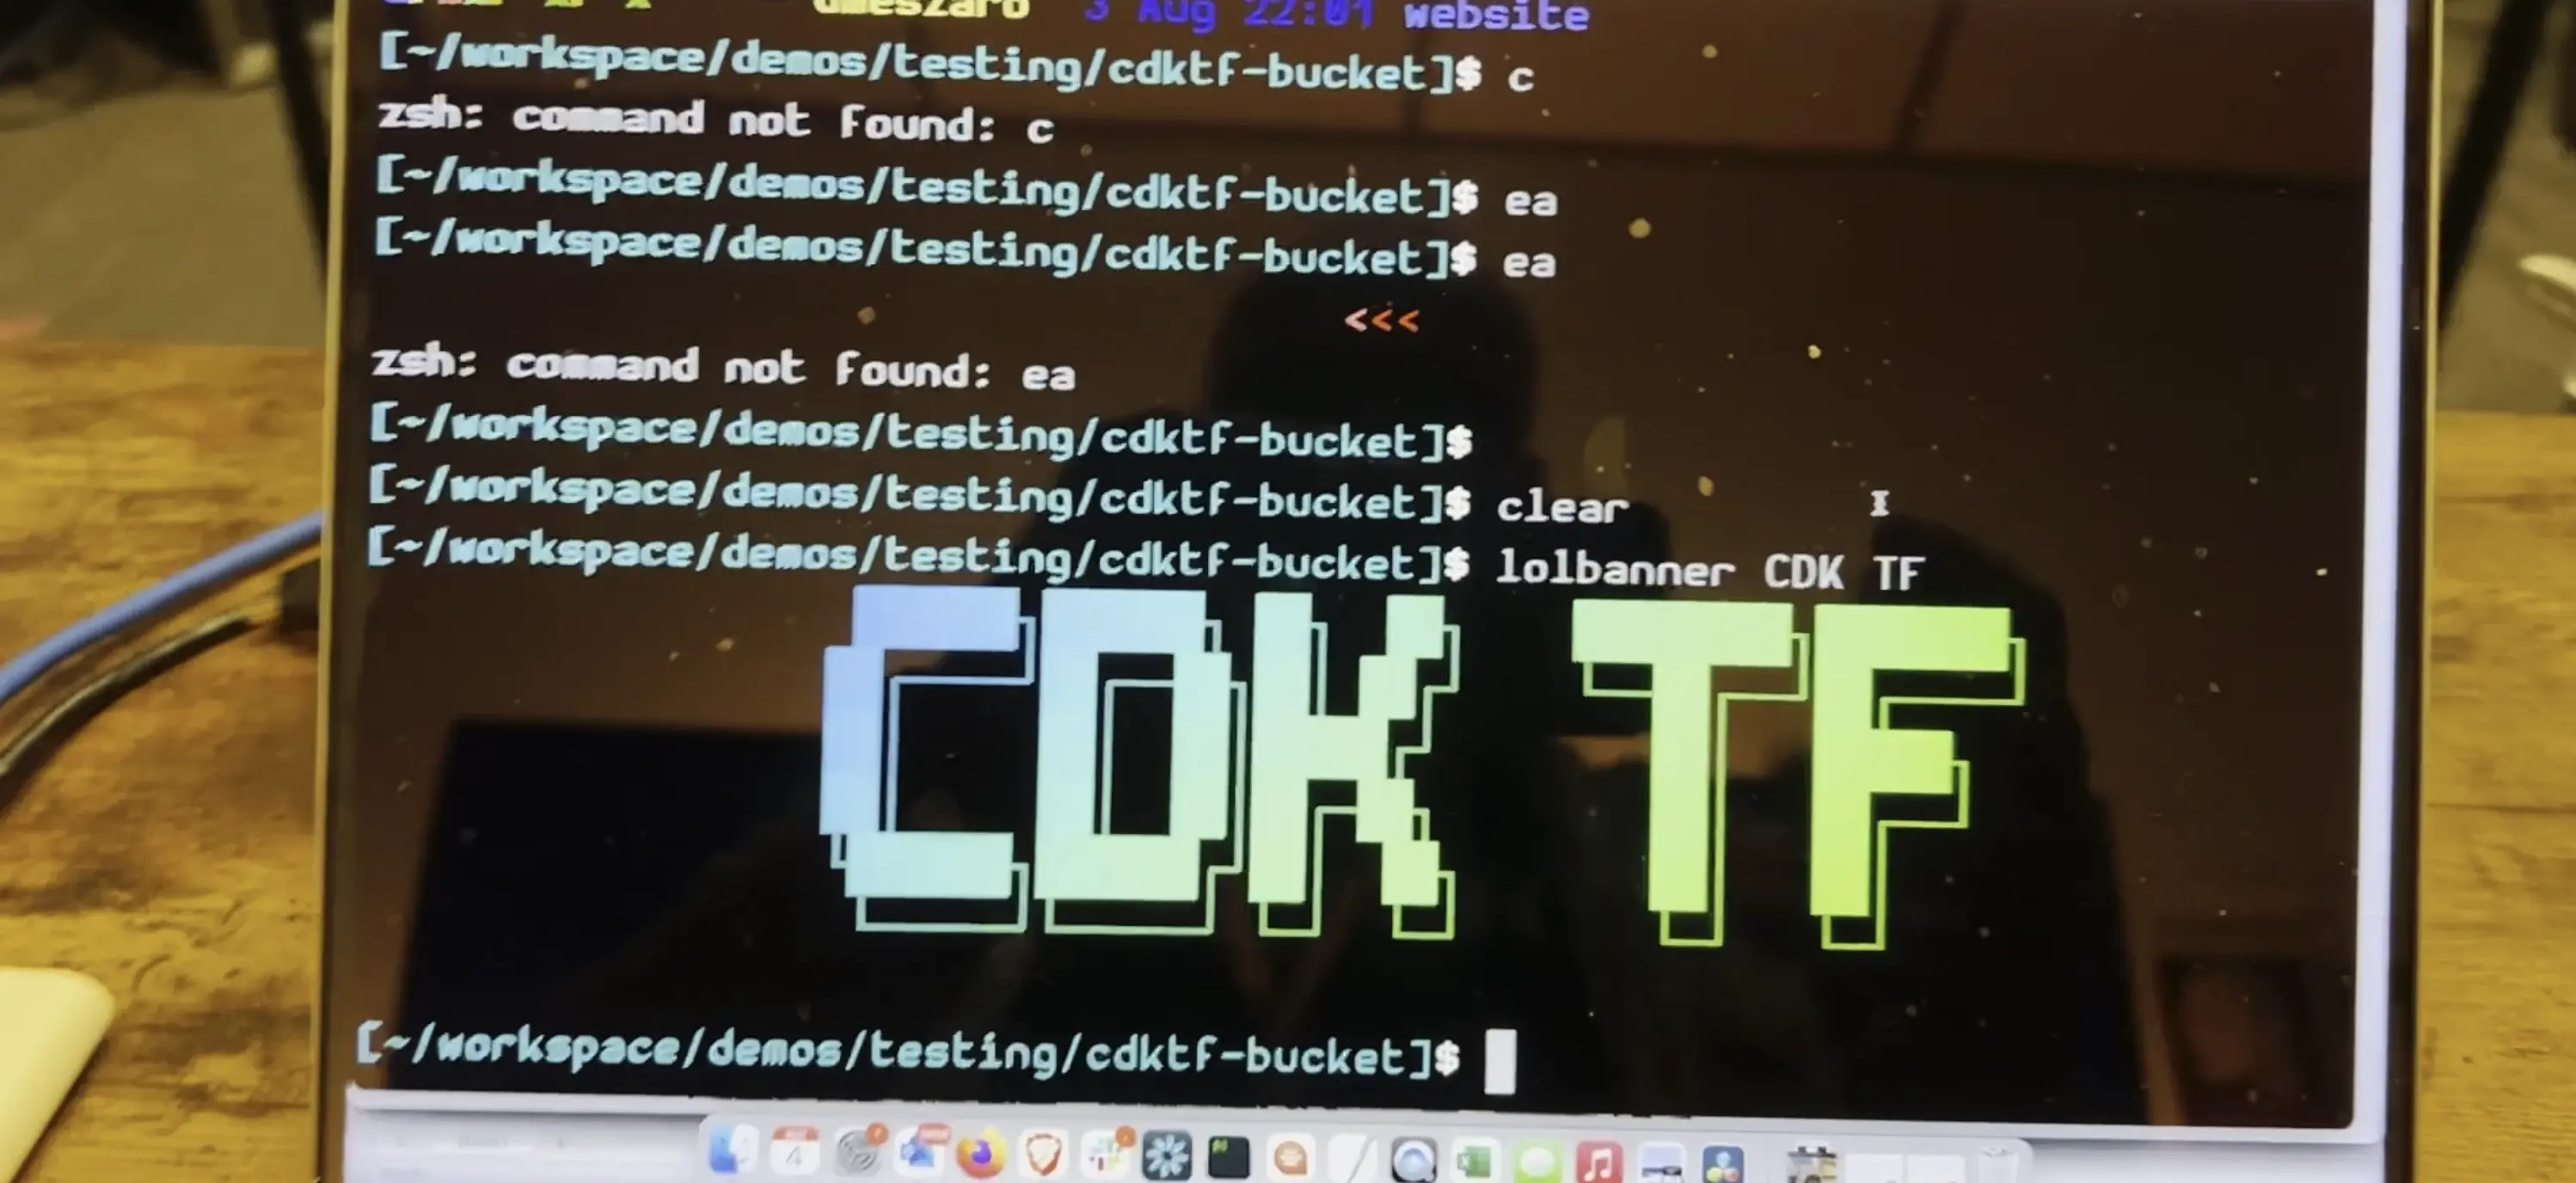 dmeszaro 3 Aug 22:01 website
[~/workspace/demos/testing/cdktf-bucket]$ c
zsh: command not found: c
[~/workspace/demos/testing/cdktf-bucket]$ ea
[~/workspace/demos/testing/cdktf-bucket]$ ea
<<<
zsh: command not found: ea
[~/workspace/demos/testing/cdktf-bucket]$
[~/workspace/demos/testing/cdktf-bucket]$ clear
[~/workspace/demos/testing/cdktf-bucket]$ lolbanner CDK TF
CDK TF
[~/workspace/demos/testing/cdktf-bucket]$